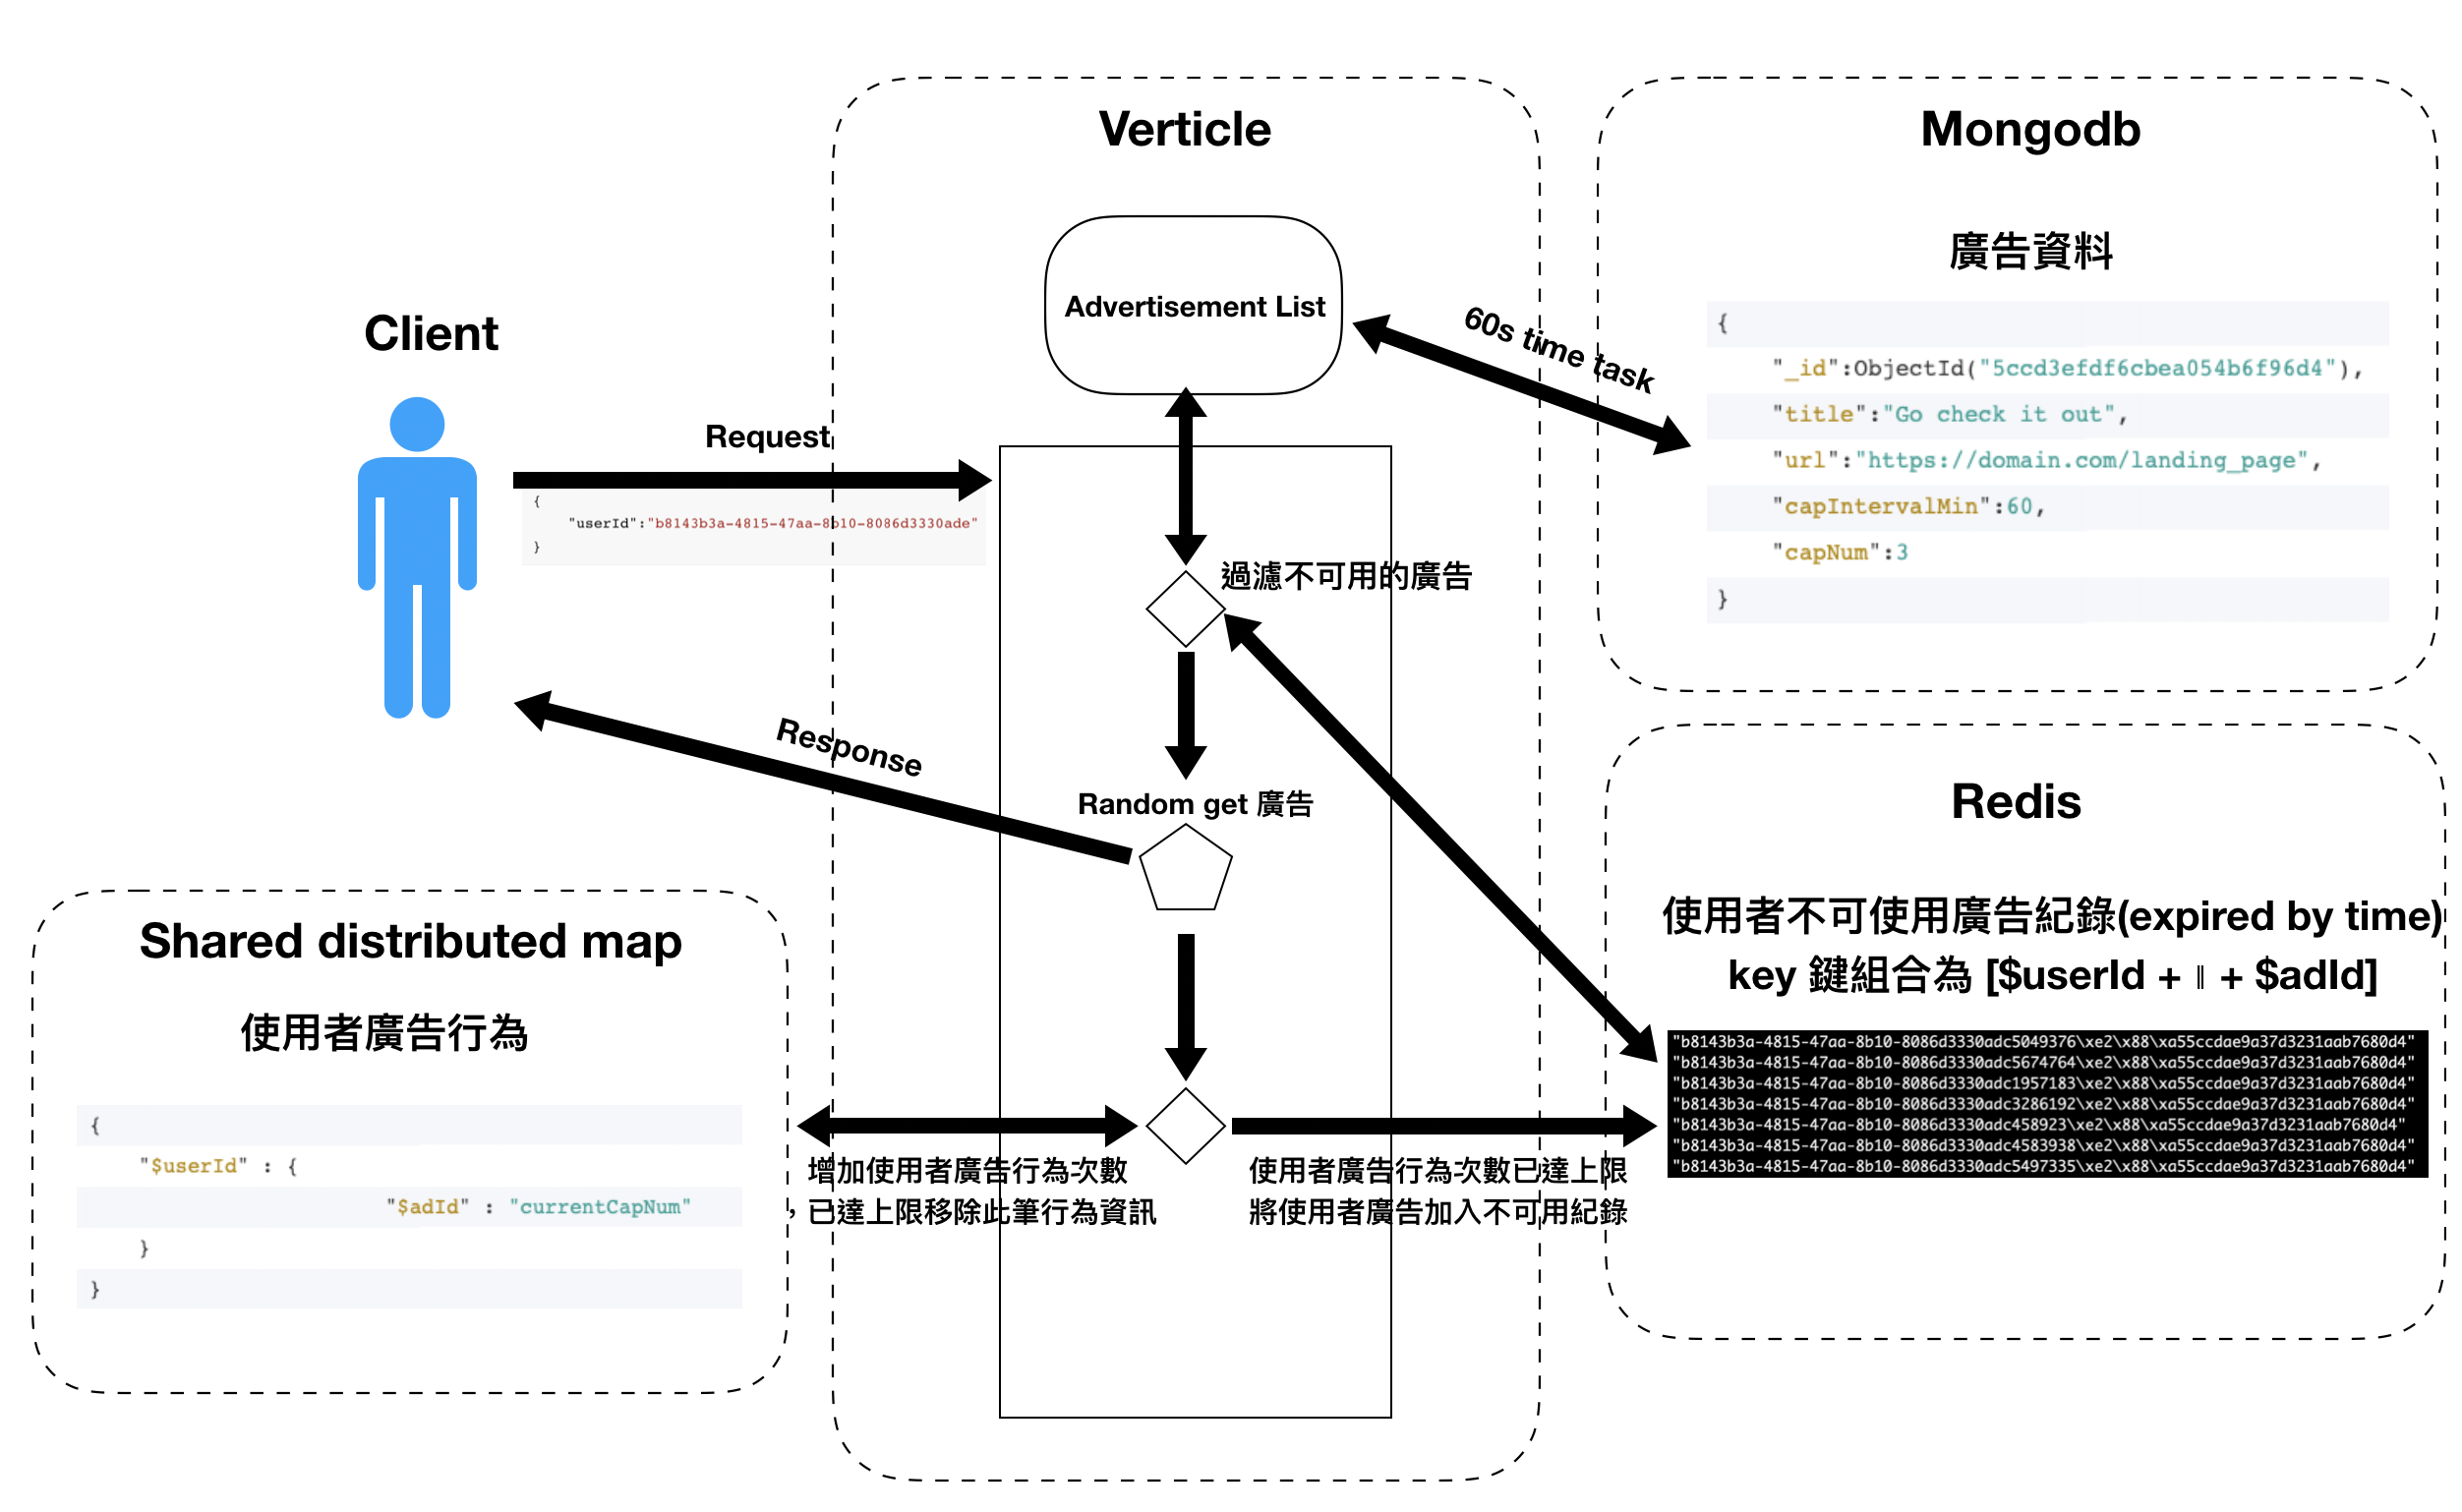 Verticle
Advertisement List
Mongodb
廣告資料
{
"_id":ObjectId("5ccd3efdf6cbea054b6f96d4"),
"title":"Go check it out",
"url":"https://domain.com/landing_page",
"capIntervalMin":60,
"capNum":3
}
60s time task
Client
Request
{
"userId":"b8143b3a-4815-47aa-8b10-8086d3330ade"
}
過濾不可用的廣告
Response
Random get 廣告
Redis
使用者不可使用廣告紀錄(expired by time)
key 鍵組合為 [$userId + ∥ + $adId]
"b8143b3a-4815-47aa-8b10-8086d3330adc5049376\xe2\x88\xa55ccdae9a37d3231aab7680d4"
"b8143b3a-4815-47aa-8b10-8086d3330adc5674764\xe2\x88\xa55ccdae9a37d3231aab7680d4"
"b8143b3a-4815-47aa-8b10-8086d3330adc1957183\xe2\x88\xa55ccdae9a37d3231aab7680d4"
"b8143b3a-4815-47aa-8b10-8086d3330adc3286192\xe2\x88\xa55ccdae9a37d3231aab7680d4"
"b8143b3a-4815-47aa-8b10-8086d3330adc458923\xe2\x88\xa55ccdae9a37d3231aab7680d4"
"b8143b3a-4815-47aa-8b10-8086d3330adc4583938\xe2\x88\xa55ccdae9a37d3231aab7680d4"
"b8143b3a-4815-47aa-8b10-8086d3330adc5497335\xe2\x88\xa55ccdae9a37d3231aab7680d4"
Shared distributed map
使用者廣告行為
{
"$userId" : {
"$adId" : "currentCapNum"
}
}
增加使用者廣告行為次數
，已達上限移除此筆行為資訊
使用者廣告行為次數已達上限
將使用者廣告加入不可用紀錄